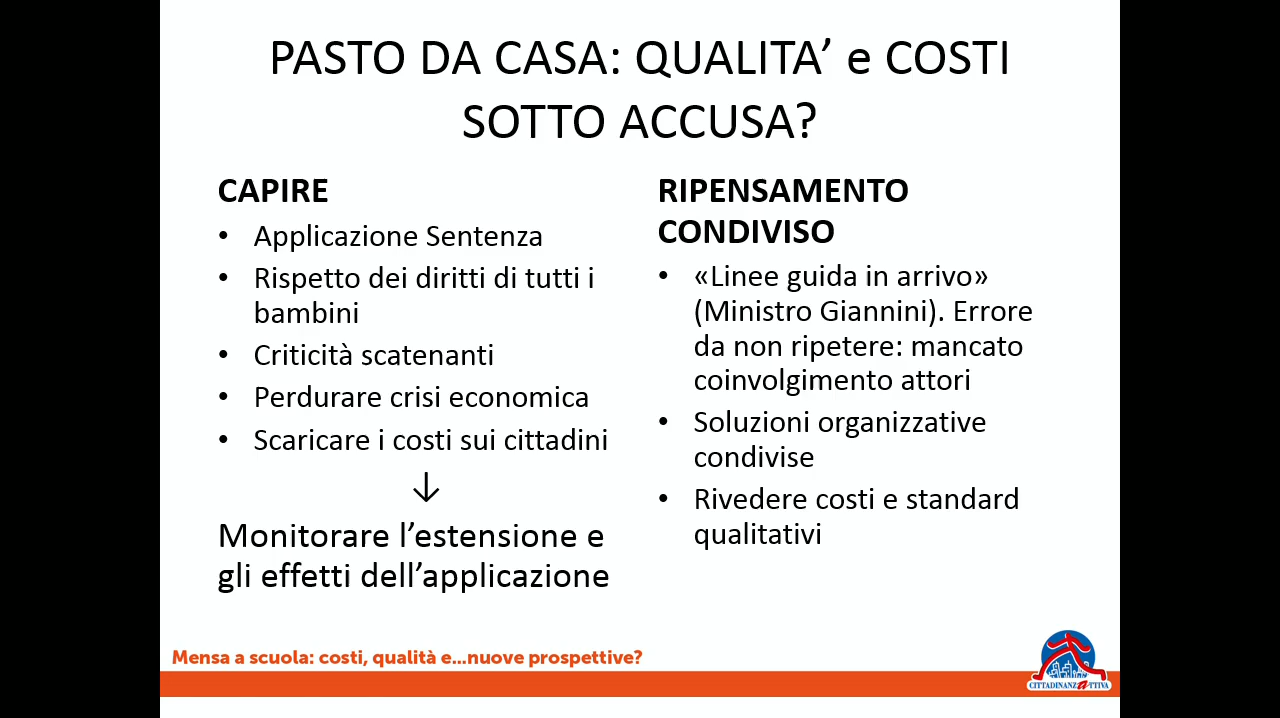 PASTO DA CASA: QUALITA’ e COSTI
SOTTO ACCUSA?
CAPIRE
• Applicazione Sentenza
• Rispetto dei diritti di tutti i
bambini
• Criticità scatenanti
• Perdurare crisi economica
• Scaricare i costi sui cittadini
↓
Monitorare l’estensione e
gli effetti dell’applicazione
RIPENSAMENTO
CONDIVISO
• «Linee guida in arrivo»
(Ministro Giannini). Errore
da non ripetere: mancato
coinvolgimento attori
• Soluzioni organizzative
condivise
• Rivedere costi e standard
qualitativi
Mensa a scuola: costi, qualità e...nuove prospettive?
CITTADINANZATTIVA